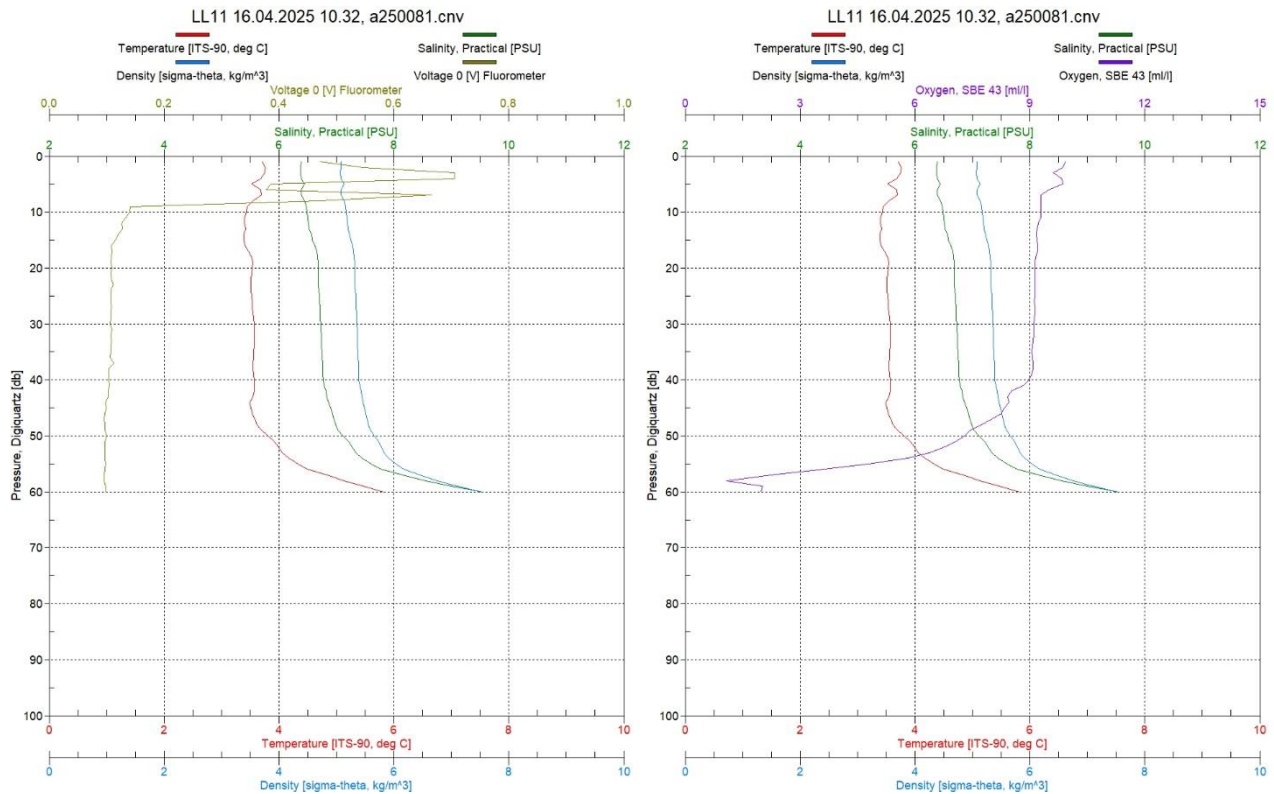 LL11 16.04.2025 10.32, a250081.cnv
Temperature [ITS-90, deg C]
Salinity, Practical [PSU]
Density [sigma-theta, kg/m^3]
Voltage 0 [V] Fluorometer
Voltage 0 [V] Fluorometer
0.0 0.2 0.4 0.6 0.8 1.0
Salinity, Practical [PSU]
2 4 6 8 10 12
Pressure, Digiquartz [db]
0
10
20
30
40
50
60
70
80
90
100
0 2 4 6 8 10
Temperature [ITS-90, deg C]
0 2 4 6 8 10
Density [sigma-theta, kg/m^3]
LL11 16.04.2025 10.32, a250081.cnv
Temperature [ITS-90, deg C]
Salinity, Practical [PSU]
Density [sigma-theta, kg/m^3]
Oxygen, SBE 43 [ml/l]
Oxygen, SBE 43 [ml/l]
0 3 6 9 12 15
Salinity, Practical [PSU]
2 4 6 8 10 12
Pressure, Digiquartz [db]
0
10
20
30
40
50
60
70
80
90
100
0 2 4 6 8 10
Temperature [ITS-90, deg C]
0 2 4 6 8 10
Density [sigma-theta, kg/m^3]